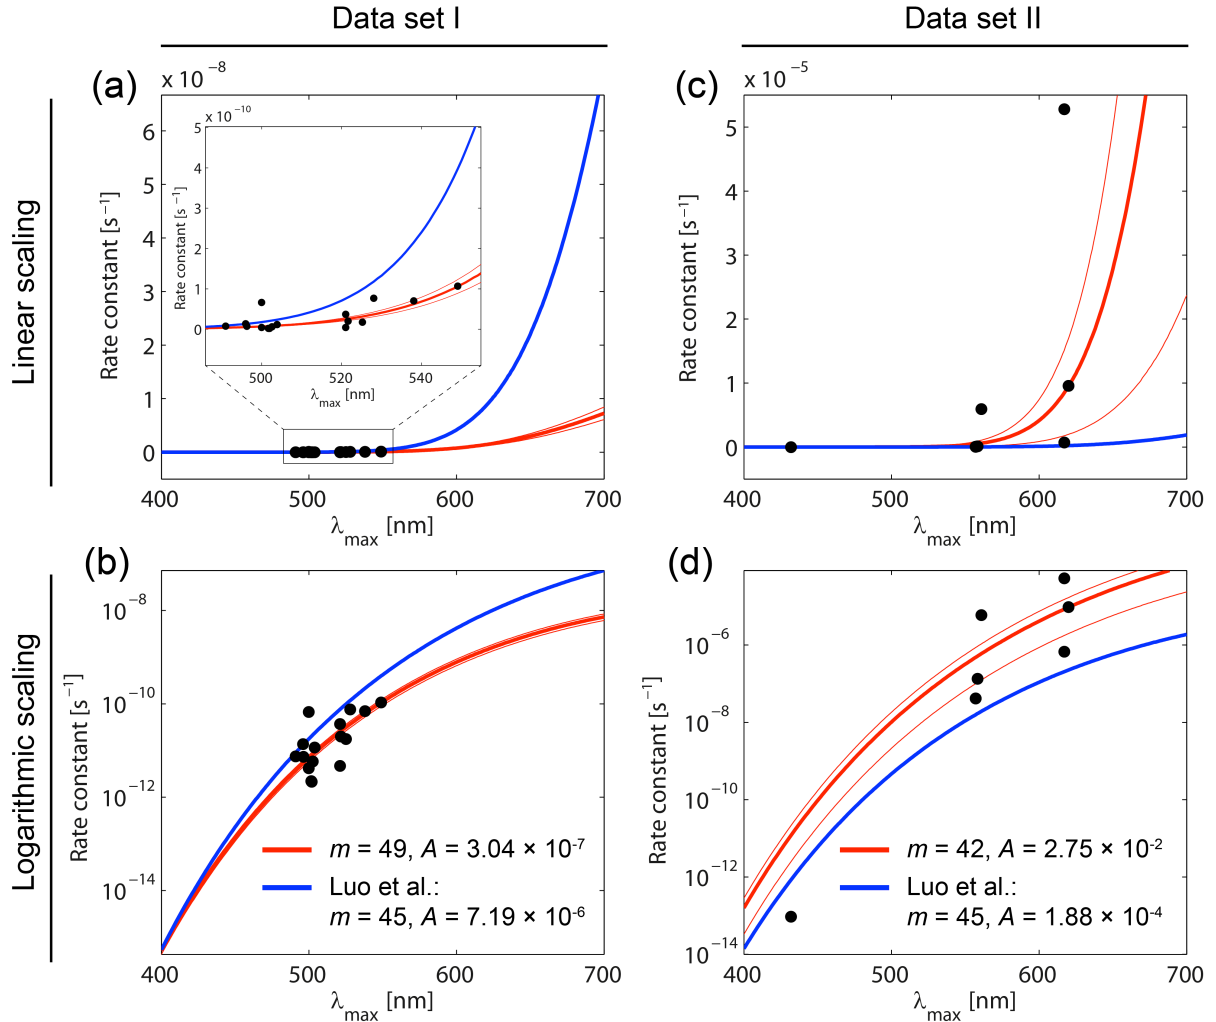 Data set I
Data set II
Linear scaling
Logarithmic scaling
(a)
x 10⁻⁸
Rate constant [s⁻¹]
6
5
4
3
2
1
0
400 500 600 700
λmax [nm]
x 10⁻¹⁰
Rate constant [s⁻¹]
5
4
3
2
1
0
500 520 540
λmax [nm]
(c)
x 10⁻⁵
Rate constant [s⁻¹]
5
4
3
2
1
0
400 500 600 700
λmax [nm]
(b)
Rate constant [s⁻¹]
10⁻⁸
10⁻¹⁰
10⁻¹²
10⁻¹⁴
m = 49, A = 3.04 × 10⁻⁷
Luo et al.:
m = 45, A = 7.19 × 10⁻⁶
400 500 600 700
λmax [nm]
(d)
Rate constant [s⁻¹]
10⁻⁶
10⁻⁸
10⁻¹⁰
10⁻¹²
10⁻¹⁴
m = 42, A = 2.75 × 10⁻²
Luo et al.:
m = 45, A = 1.88 × 10⁻⁴
400 500 600 700
λmax [nm]